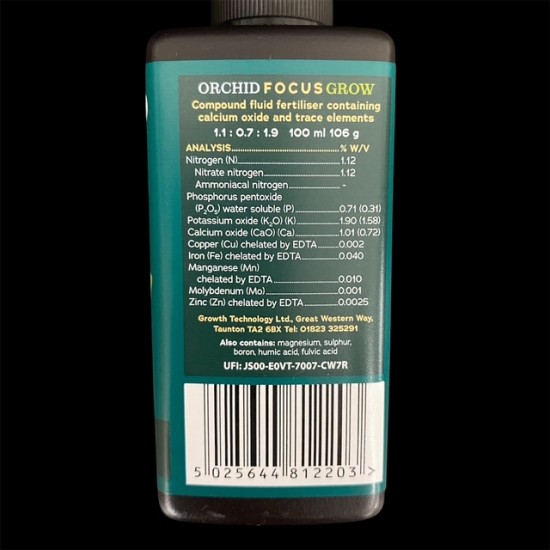 ORCHID FOCUS GROW
Compound fluid fertiliser containing
calcium oxide and trace elements
1.1 : 0.7 : 1.9 100 ml 106 g
ANALYSIS............................% W/V
Nitrogen (N)............................1.12
Nitrate nitrogen............................1.12
Ammoniacal nitrogen............................-
Phosphorus pentoxide
(P₂O₅) water soluble (P)............0.71 (0.31)
Potassium oxide (K₂O) (K)............1.90 (1.58)
Calcium oxide (CaO) (Ca)............1.01 (0.72)
Copper (Cu) chelated by EDTA............0.002
Iron (Fe) chelated by EDTA............0.040
Manganese (Mn)
chelated by EDTA............0.010
Molybdenum (Mo)............0.001
Zinc (Zn) chelated by EDTA............0.0025
Growth Technology Ltd., Great Western Way,
Taunton TA2 6BX Tel: 01823 325291
Also contains: magnesium, sulphur,
boron, humic acid, fulvic acid
UFI: JS00-E0VT-7007-CW7R
5 025644 812203 >